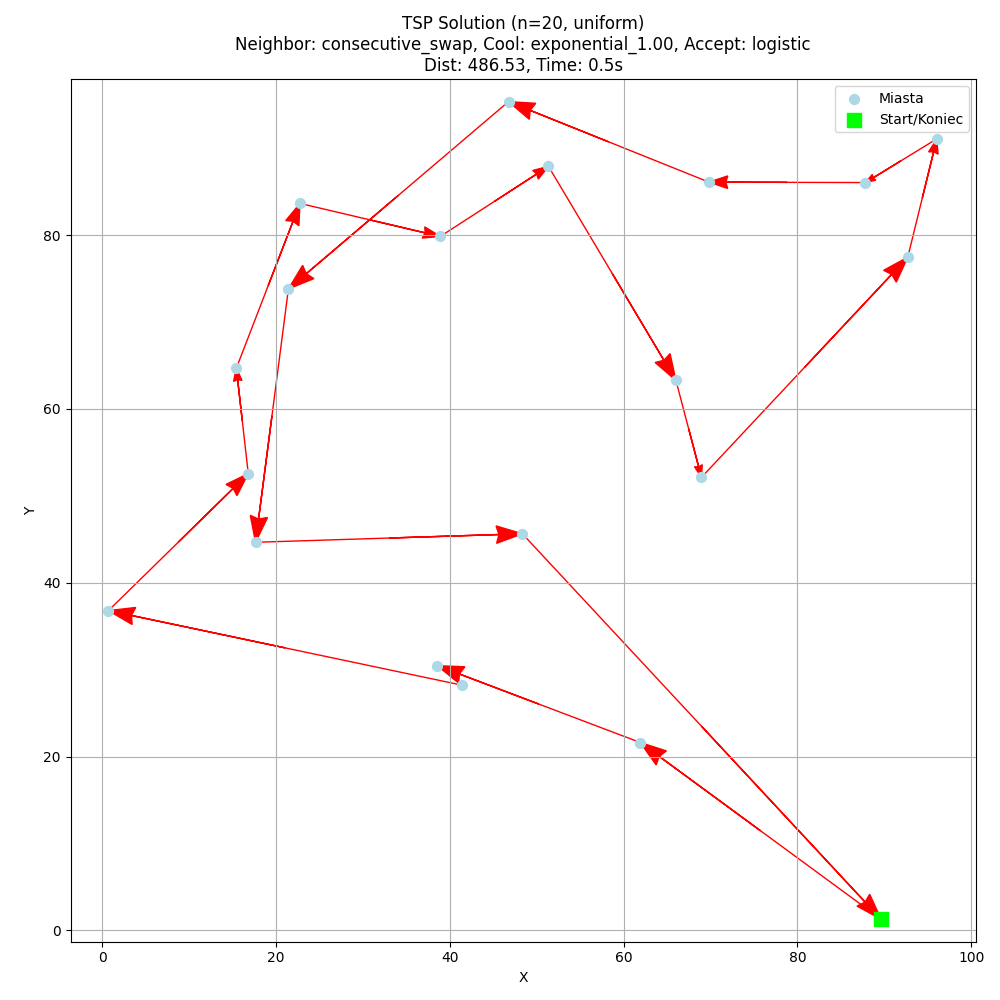 TSP Solution (n=20, uniform)
Neighbor: consecutive_swap, Cool: exponential_1.00, Accept: logistic
Dist: 486.53, Time: 0.5s
Miasta
Start/Koniec
80
60
40
20
0
Y
0 20 40 60 80 100
X